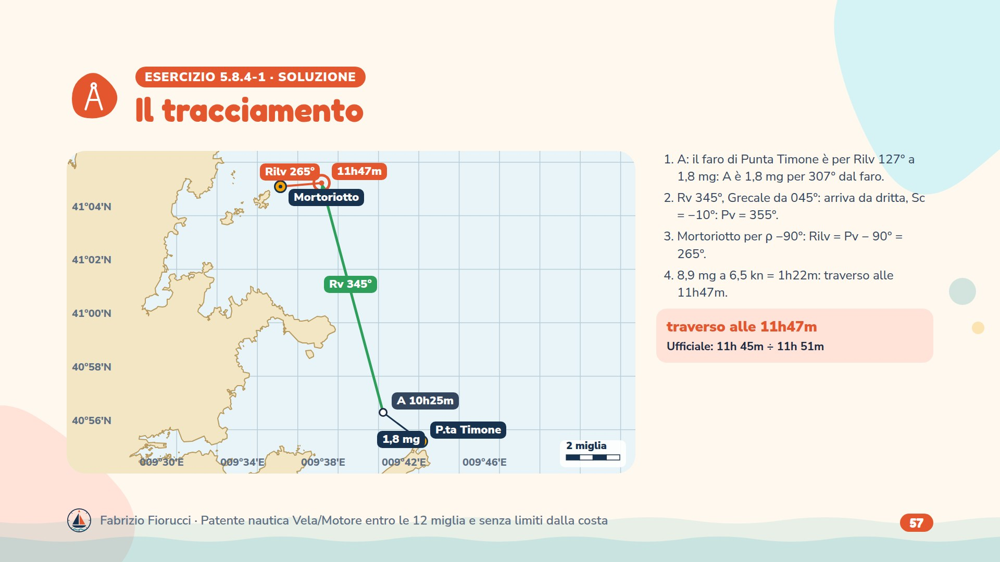 ESERCIZIO 5.8.4-1 · SOLUZIONE
Il tracciamento
Rilv 265°
11h47m
Mortoriotto
41°04'N
41°02'N
Rv 345°
41°00'N
40°58'N
A 10h25m
40°56'N
P.ta Timone
1,8 mg
2 miglia
009°30'E
009°34'E
009°38'E
009°42'E
009°46'E
1. A: il faro di Punta Timone è per Rilv 127° a
1,8 mg: A è 1,8 mg per 307° dal faro.
2. Rv 345°, Grecale da 045°: arriva da dritta, Sc
= −10°: Pv = 355°.
3. Mortoriotto per ρ −90°: Rilv = Pv − 90° =
265°.
4. 8,9 mg a 6,5 kn = 1h22m: traverso alle
11h47m.
traverso alle 11h47m
Ufficiale: 11h 45m ÷ 11h 51m
Fabrizio Fiorucci · Patente nautica Vela/Motore entro le 12 miglia e senza limiti dalla costa
57